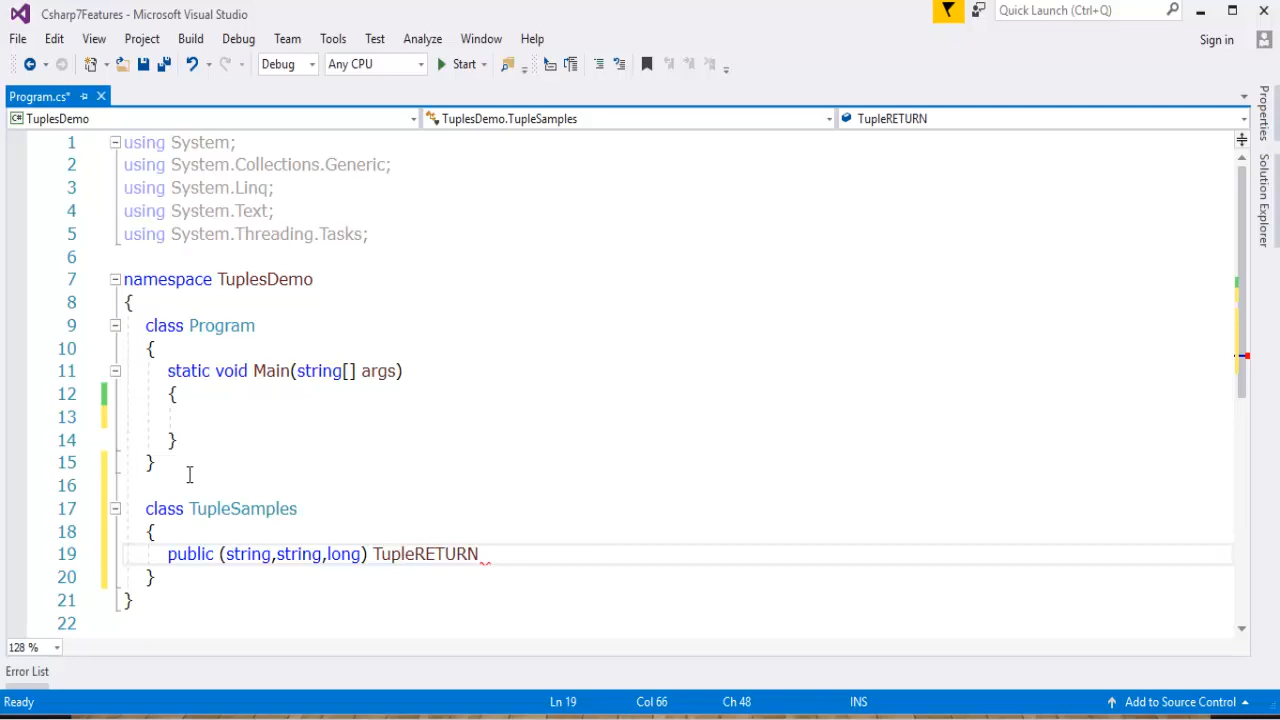 Csharp7Features - Microsoft Visual Studio
Quick Launch (Ctrl+Q)
File Edit View Project Build Debug Team Tools Test Analyze Window Help
Sign in
Debug Any CPU Start
Program.cs*
Properties
Solution Explorer
C# TuplesDemo TuplesDemo.TupleSamples TupleRETURN
1 using System;
2 using System.Collections.Generic;
3 using System.Linq;
4 using System.Text;
5 using System.Threading.Tasks;
6
7 namespace TuplesDemo
8 {
9 class Program
10 {
11 static void Main(string[] args)
12 {
13
14 }
15 }
16
17 class TupleSamples
18 {
19 public (string,string,long) TupleRETURN
20 }
21 }
22
128 %
Error List
Ready Ln 19 Col 66 Ch 48 INS Add to Source Control